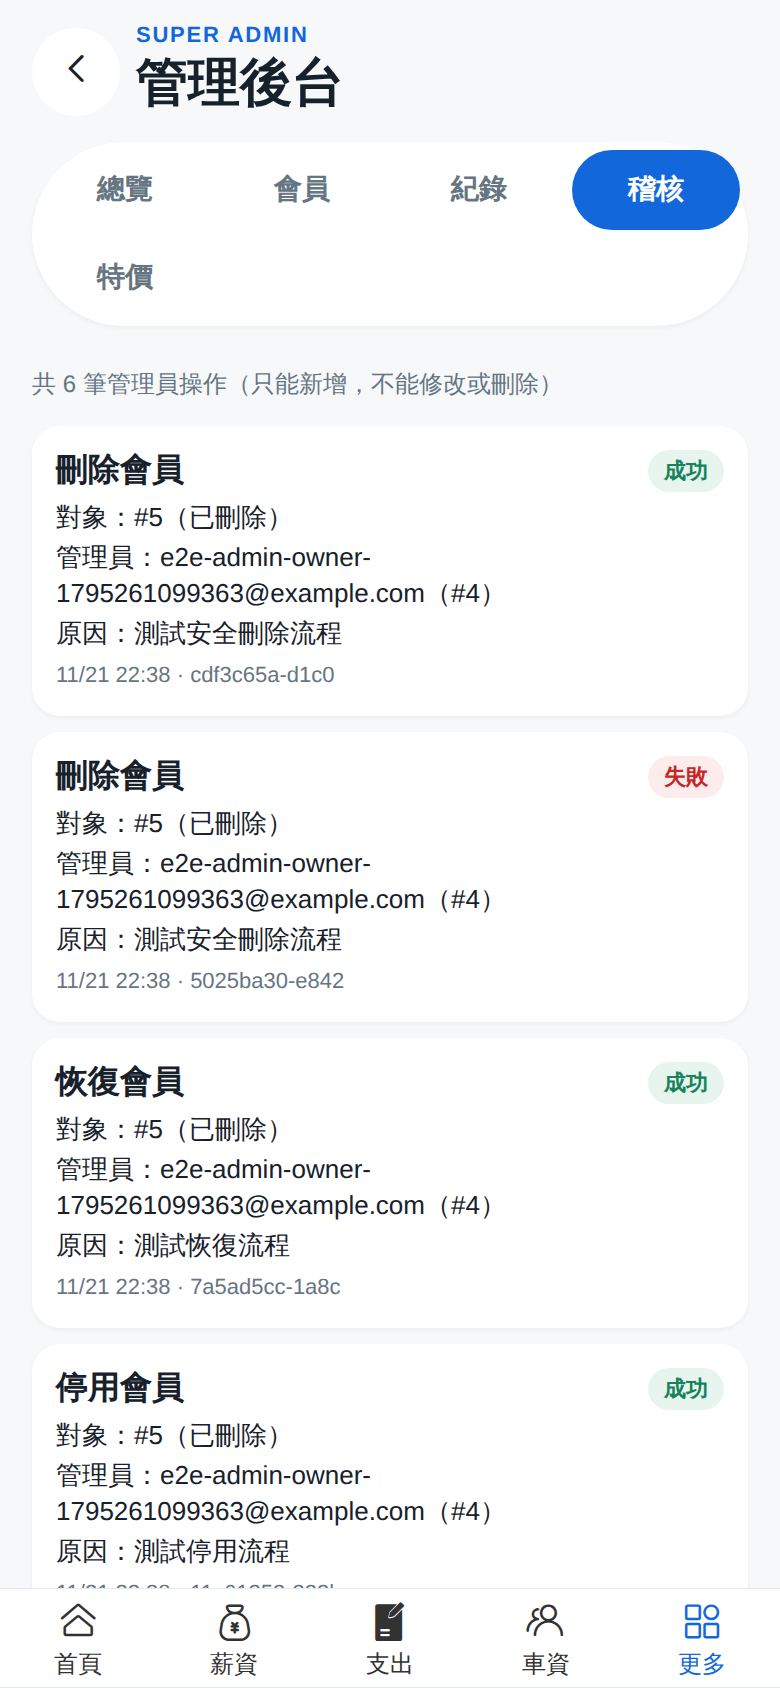 SUPER ADMIN
管理後台
總覽 會員 紀錄 稽核
特價
共 6 筆管理員操作（只能新增，不能修改或刪除）
刪除會員 成功
對象：#5（已刪除）
管理員：e2e-admin-owner-
1795261099363@example.com（#4）
原因：測試安全刪除流程
11/21 22:38 · cdf3c65a-d1c0
刪除會員 失敗
對象：#5（已刪除）
管理員：e2e-admin-owner-
1795261099363@example.com（#4）
原因：測試安全刪除流程
11/21 22:38 · 5025ba30-e842
恢復會員 成功
對象：#5（已刪除）
管理員：e2e-admin-owner-
1795261099363@example.com（#4）
原因：測試恢復流程
11/21 22:38 · 7a5ad5cc-1a8c
停用會員 成功
對象：#5（已刪除）
管理員：e2e-admin-owner-
1795261099363@example.com（#4）
原因：測試停用流程
首頁 薪資 支出 車資 更多